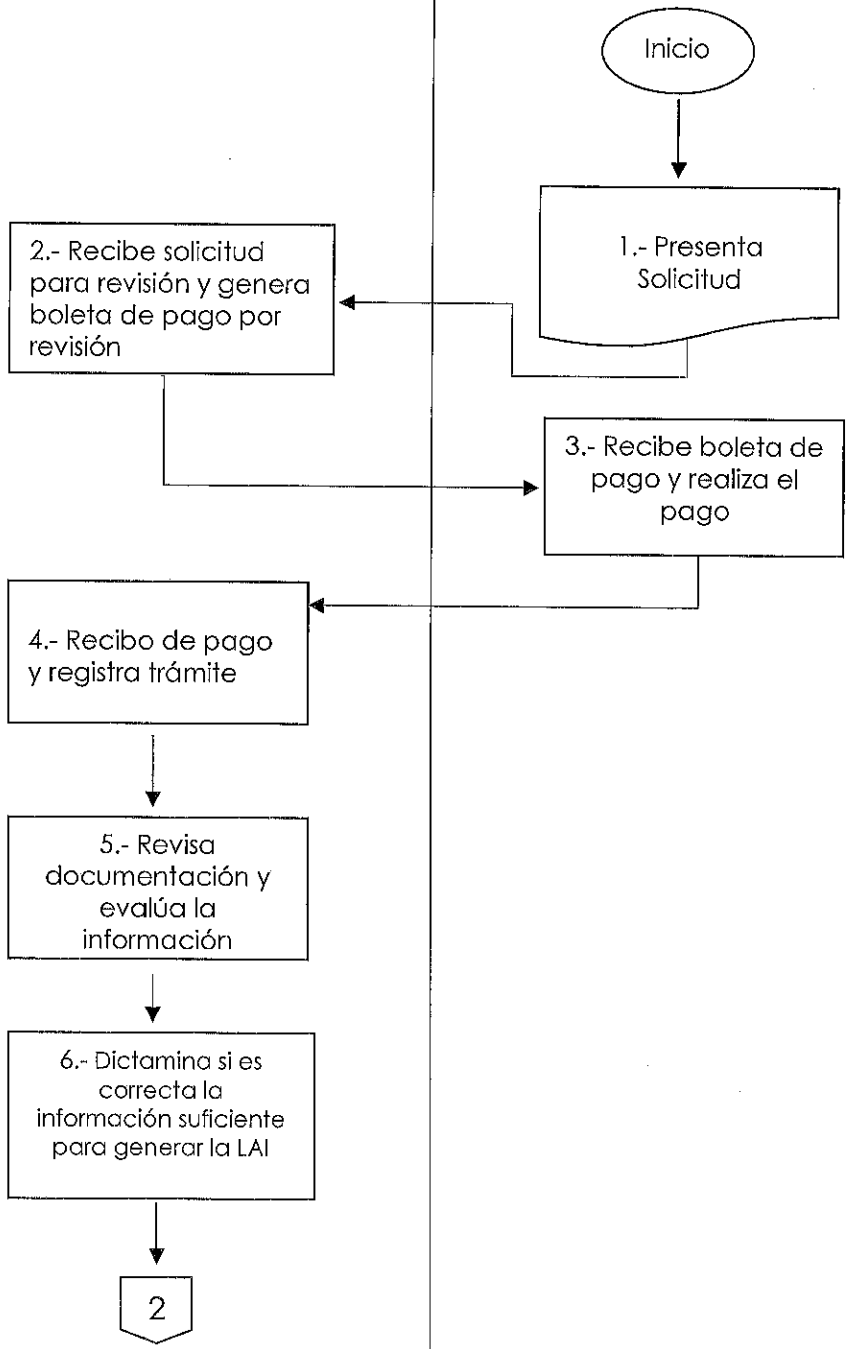 Inicio
1.- Presenta
Solicitud
2.- Recibe solicitud
para revisión y genera
boleta de pago por
revisión
3.- Recibe boleta de
pago y realiza el
pago
4.- Recibo de pago
y registra trámite
5.- Revisa
documentación y
evalúa la
información
6.- Dictamina si es
correcta la
información suficiente
para generar la LAI
2